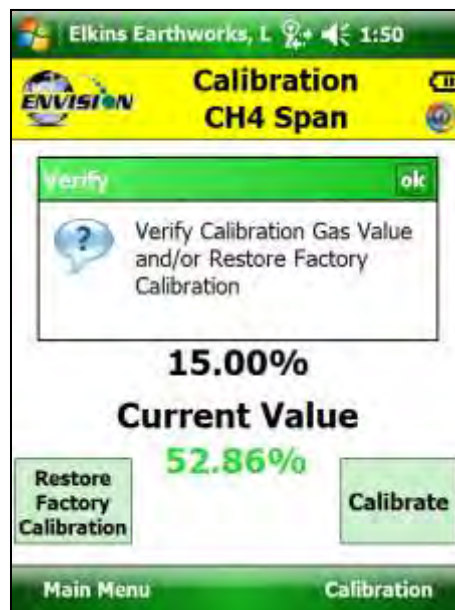 Elkins Earthworks, L 1:50
ENVISION
Calibration
CH4 Span
Verify ok
?
Verify Calibration Gas Value
and/or Restore Factory
Calibration
15.00%
Current Value
52.86%
Restore
Factory
Calibration
Calibrate
Main Menu Calibration